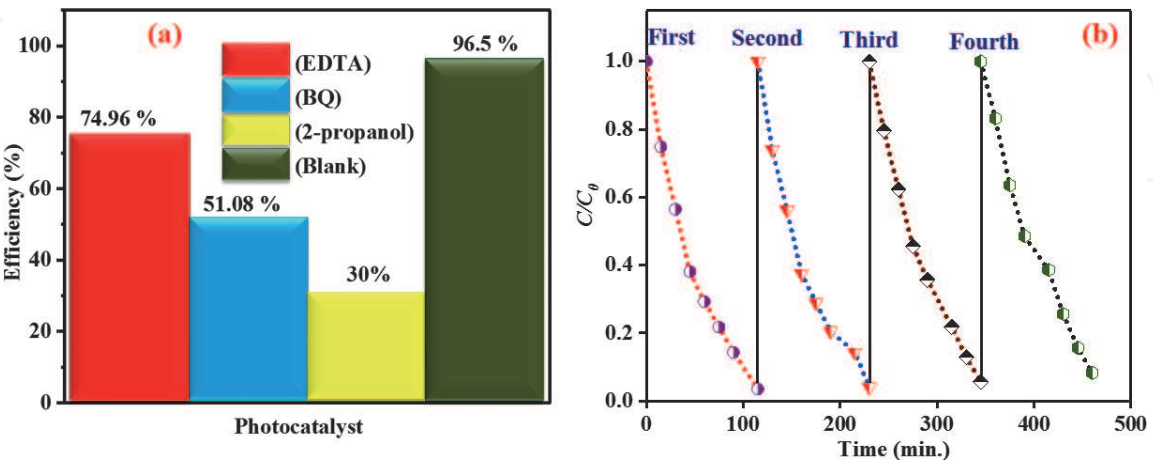 (a)
100
80
60
40
20
0
Efficiency (%)
74.96 %
51.08 %
30%
96.5 %
(EDTA)
(BQ)
(2-propanol)
(Blank)
Photocatalyst
(b)
First Second Third Fourth
1.0
0.8
0.6
0.4
0.2
0.0
C/C₀
0 100 200 300 400 500
Time (min.)